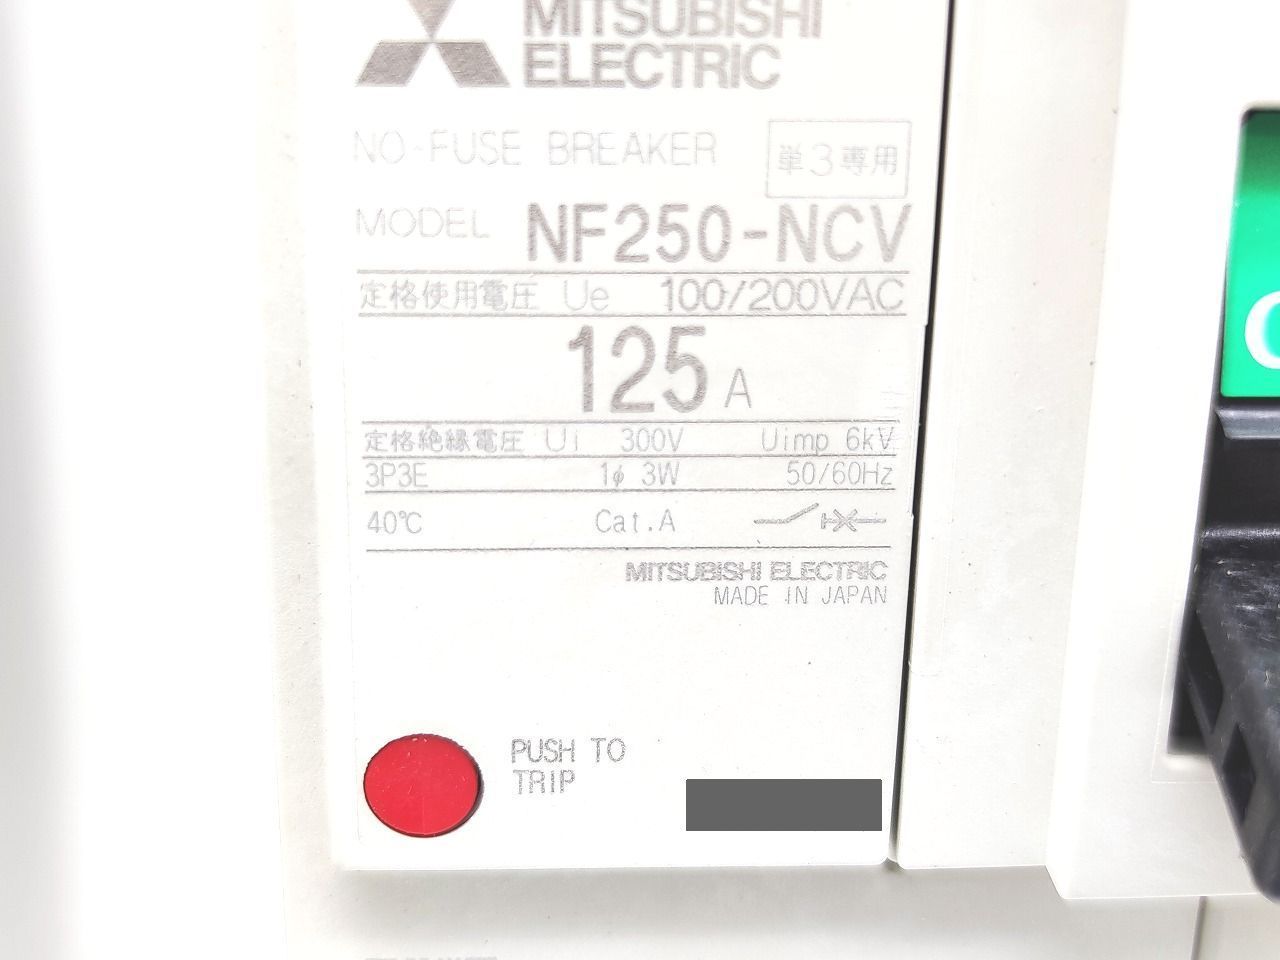 MITSUBISHI
ELECTRIC
NO-FUSE BREAKER 単3専用
MODEL NF250-NCV
定格使用電圧 Ue 100/200VAC
125A
定格絶縁電圧 Ui 300V Uimp 6kV
3P3E 1φ 3W 50/60Hz
40℃ Cat.A
MITSUBISHI ELECTRIC
MADE IN JAPAN
PUSH TO
TRIP